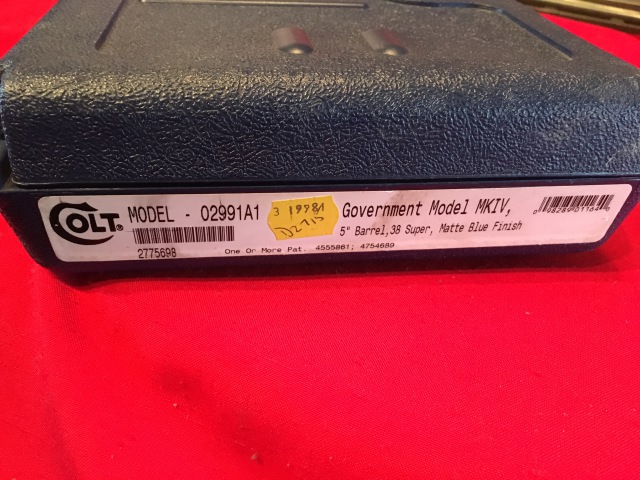 COLT®
MODEL - 02991A1
2775698
Government Model MKIV,
5" Barrel,38 Super, Matte Blue Finish
One Or More Pat. 4555861; 4754689